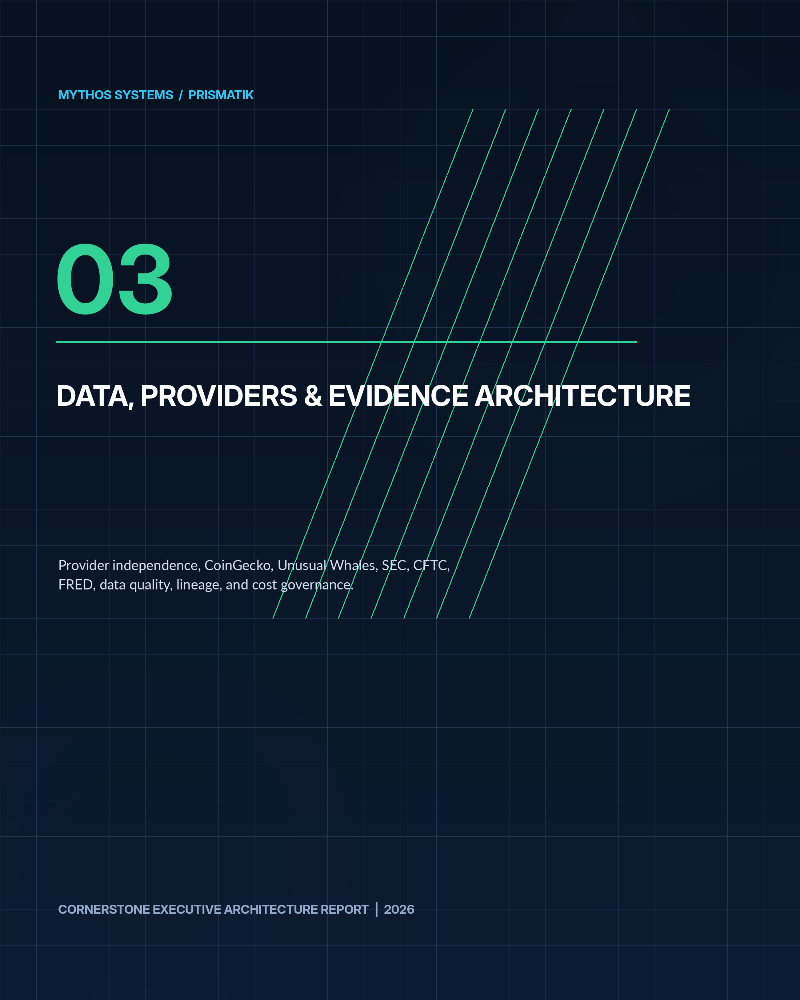 MYTHOS SYSTEMS / PRISMATIK
03
DATA, PROVIDERS & EVIDENCE ARCHITECTURE
Provider independence, CoinGecko, Unusual Whales, SEC, CFTC,
FRED, data quality, lineage, and cost governance.
CORNERSTONE EXECUTIVE ARCHITECTURE REPORT | 2026